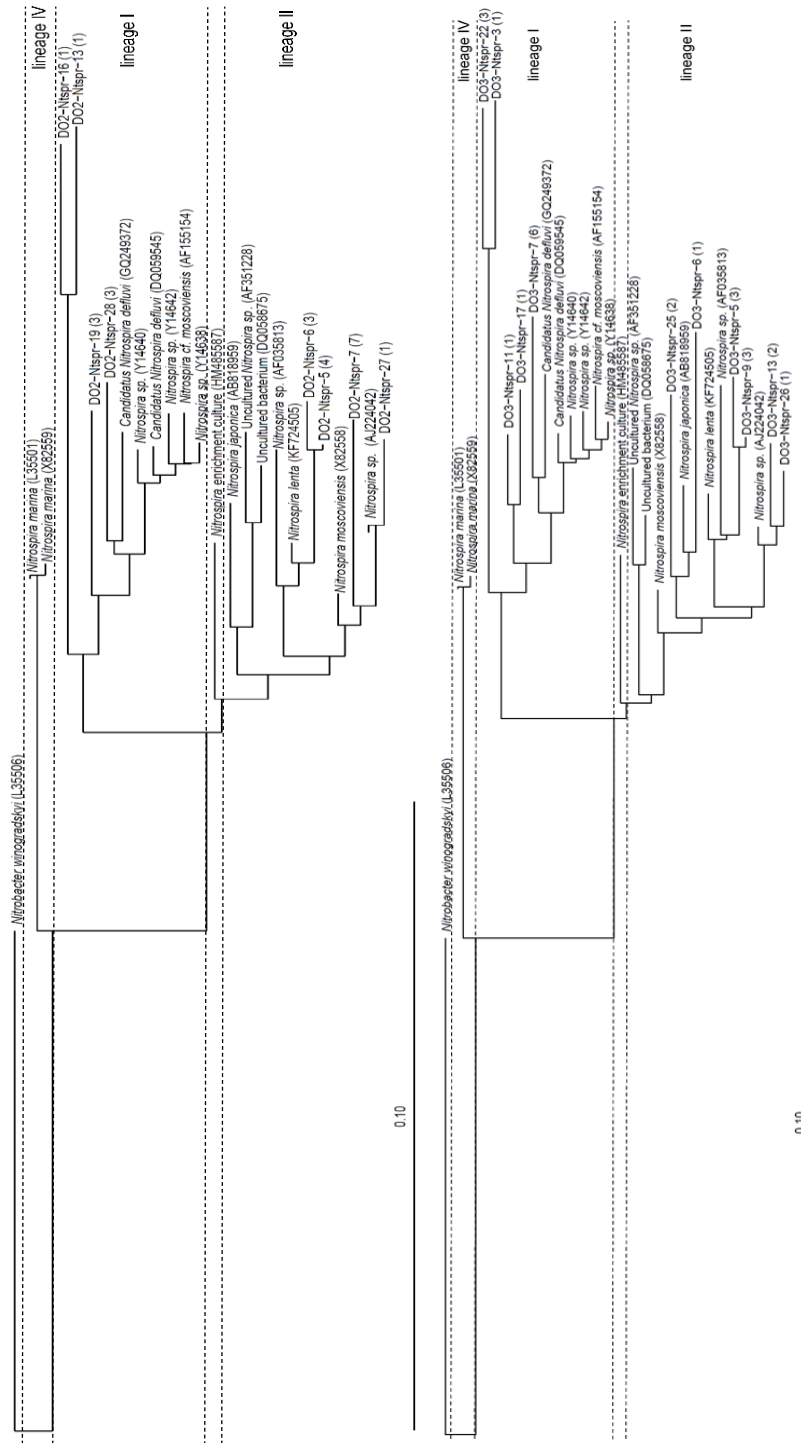 Nitrobacter winogradskyi (L35506)
Nitrospira marina (L35501)
Nitrospira marina (X82559)
lineage IV
DO2-Ntspr-16 (1)
DO2-Ntspr-13 (1)
DO2-Ntspr-19 (3)
DO2-Ntspr-28 (3)
Candidatus Nitrospira defluvi (GQ249372)
Nitrospira sp. (Y14640)
Candidatus Nitrospira defluvi (DQ059545)
Nitrospira sp. (Y14642)
Nitrospira cf. moscoviensis (AF155154)
Nitrospira sp. (Y14638)
lineage I
Nitrospira enrichment culture (HM485587)
Nitrospira japonica (AB818959)
Uncultured Nitrospira sp. (AF351228)
Uncultured bacterium (DQ058675)
Nitrospira sp. (AF035813)
Nitrospira lenta (KF724505)
DO2-Ntspr-6 (3)
DO2-Ntspr-5 (4)
Nitrospira moscoviensis (X82558)
DO2-Ntspr-7 (7)
Nitrospira sp. (AJ224042)
DO2-Ntspr-27 (1)
lineage II
0.10
Nitrobacter winogradskyi (L35506)
Nitrospira marina (L35501)
Nitrospira marina (X82559)
lineage IV
DO3-Ntspr-22 (3)
DO3-Ntspr-3 (1)
DO3-Ntspr-11 (1)
DO3-Ntspr-17 (1)
DO3-Ntspr-7 (6)
Candidatus Nitrospira defluvi (GQ249372)
Candidatus Nitrospira defluvi (DQ059545)
Nitrospira sp. (Y14640)
Nitrospira sp. (Y14642)
Nitrospira cf. moscoviensis (AF155154)
Nitrospira sp. (Y14638)
lineage I
Nitrospira enrichment culture (HM485587)
Uncultured Nitrospira sp. (AF351228)
Uncultured bacterium (DQ058675)
Nitrospira moscoviensis (X82558)
DO3-Ntspr-25 (2)
Nitrospira japonica (AB818959)
DO3-Ntspr-6 (1)
Nitrospira lenta (KF724505)
Nitrospira sp. (AF035813)
DO3-Ntspr-5 (3)
DO3-Ntspr-9 (3)
Nitrospira sp. (AJ224042)
DO3-Ntspr-13 (2)
DO3-Ntspr-26 (1)
lineage II
0.10